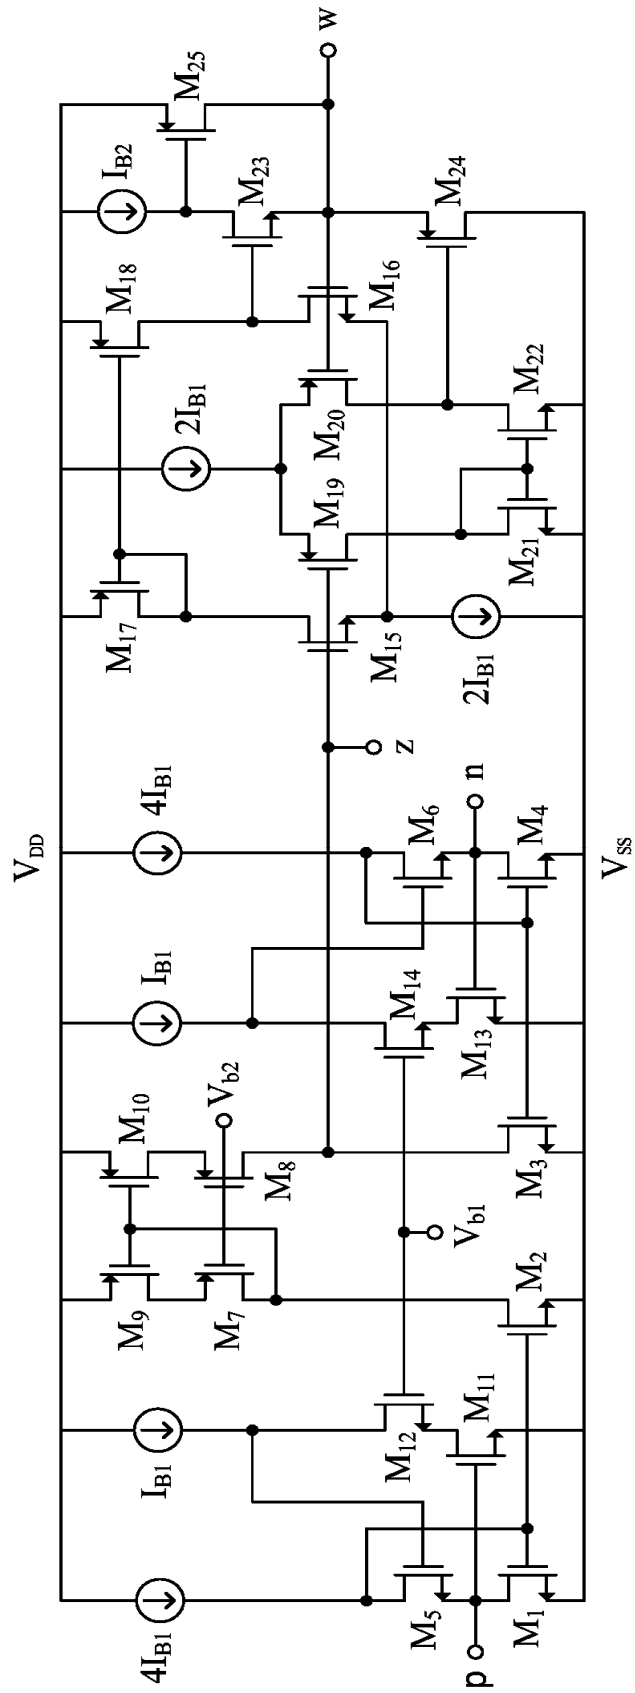 V_DD
4I_B1
I_B1
M_9
M_10
M_7
M_8
V_b2
I_B1
4I_B1
M_17
M_18
2I_B1
I_B2
M_25
M_23
w
M_5
M_12
M_11
V_b1
M_14
M_13
M_6
n
z
M_15
M_19
M_20
M_16
M_24
p
M_1
M_2
M_3
M_4
2I_B1
M_21
M_22
V_SS